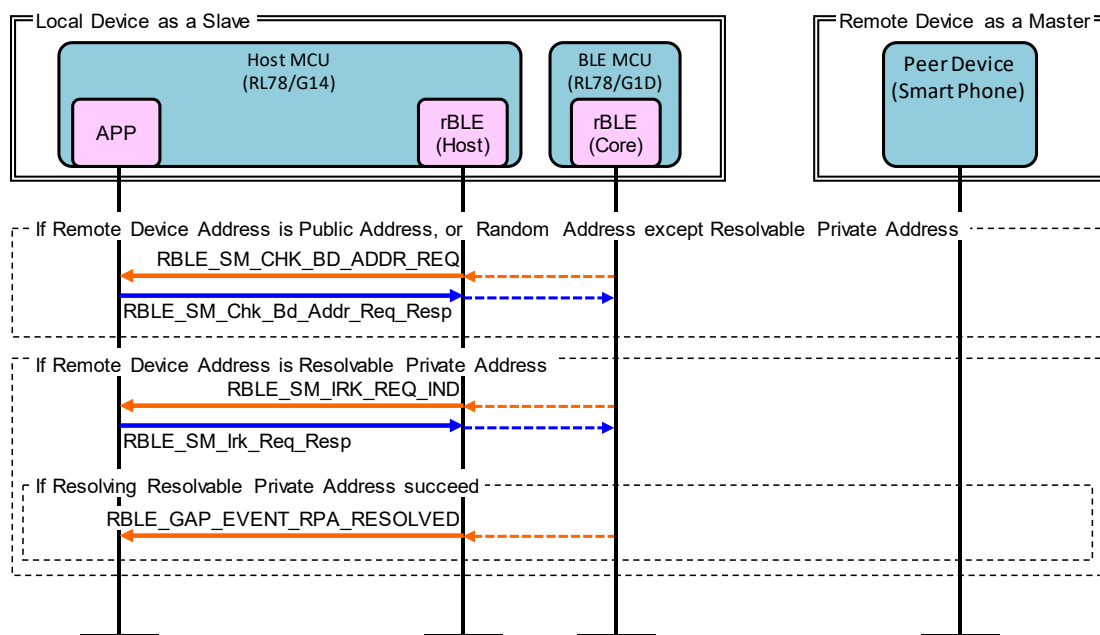 Local Device as a Slave
Remote Device as a Master
Host MCU
(RL78/G14)
BLE MCU
(RL78/G1D)
Peer Device
(Smart Phone)
APP
rBLE
(Host)
rBLE
(Core)
If Remote Device Address is Public Address, or Random Address except Resolvable Private Address
RBLE_SM_CHK_BD_ADDR_REQ
RBLE_SM_Chk_Bd_Addr_Req_Resp
If Remote Device Address is Resolvable Private Address
RBLE_SM_IRK_REQ_IND
RBLE_SM_Irk_Req_Resp
If Resolving Resolvable Private Address succeed
RBLE_GAP_EVENT_RPA_RESOLVED